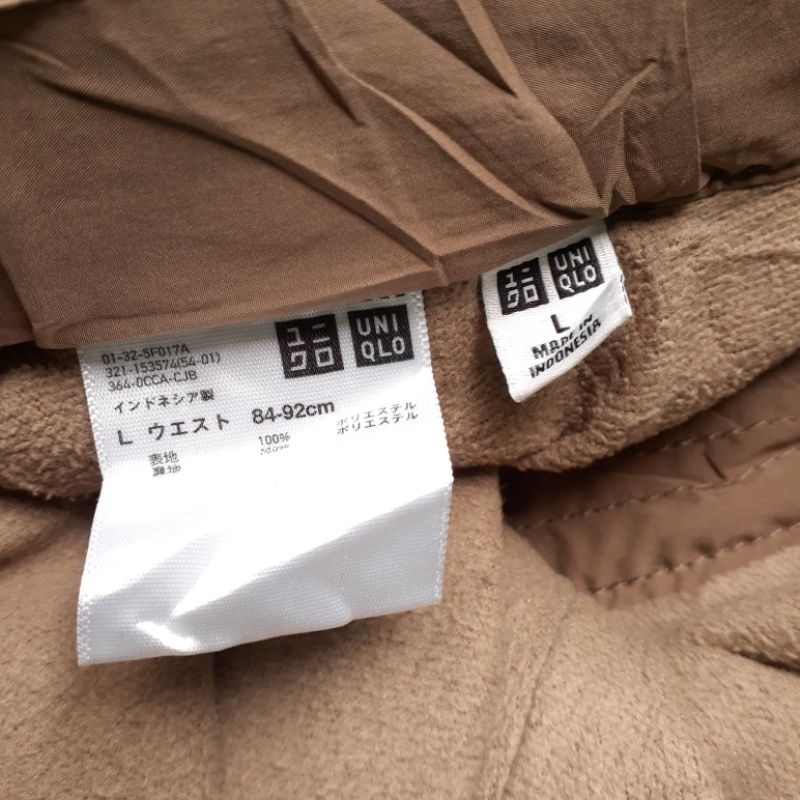 01-32-5F017A
321-153574(54-01)
364-0CCA-CJB
インドネシア製
ユニクロ
UNIQLO
L ウエスト 84-92cm
表地 100% ポリエステル
裏地 100% ポリエステル
ユニクロ
UNIQLO
L
MADE IN
INDONESIA